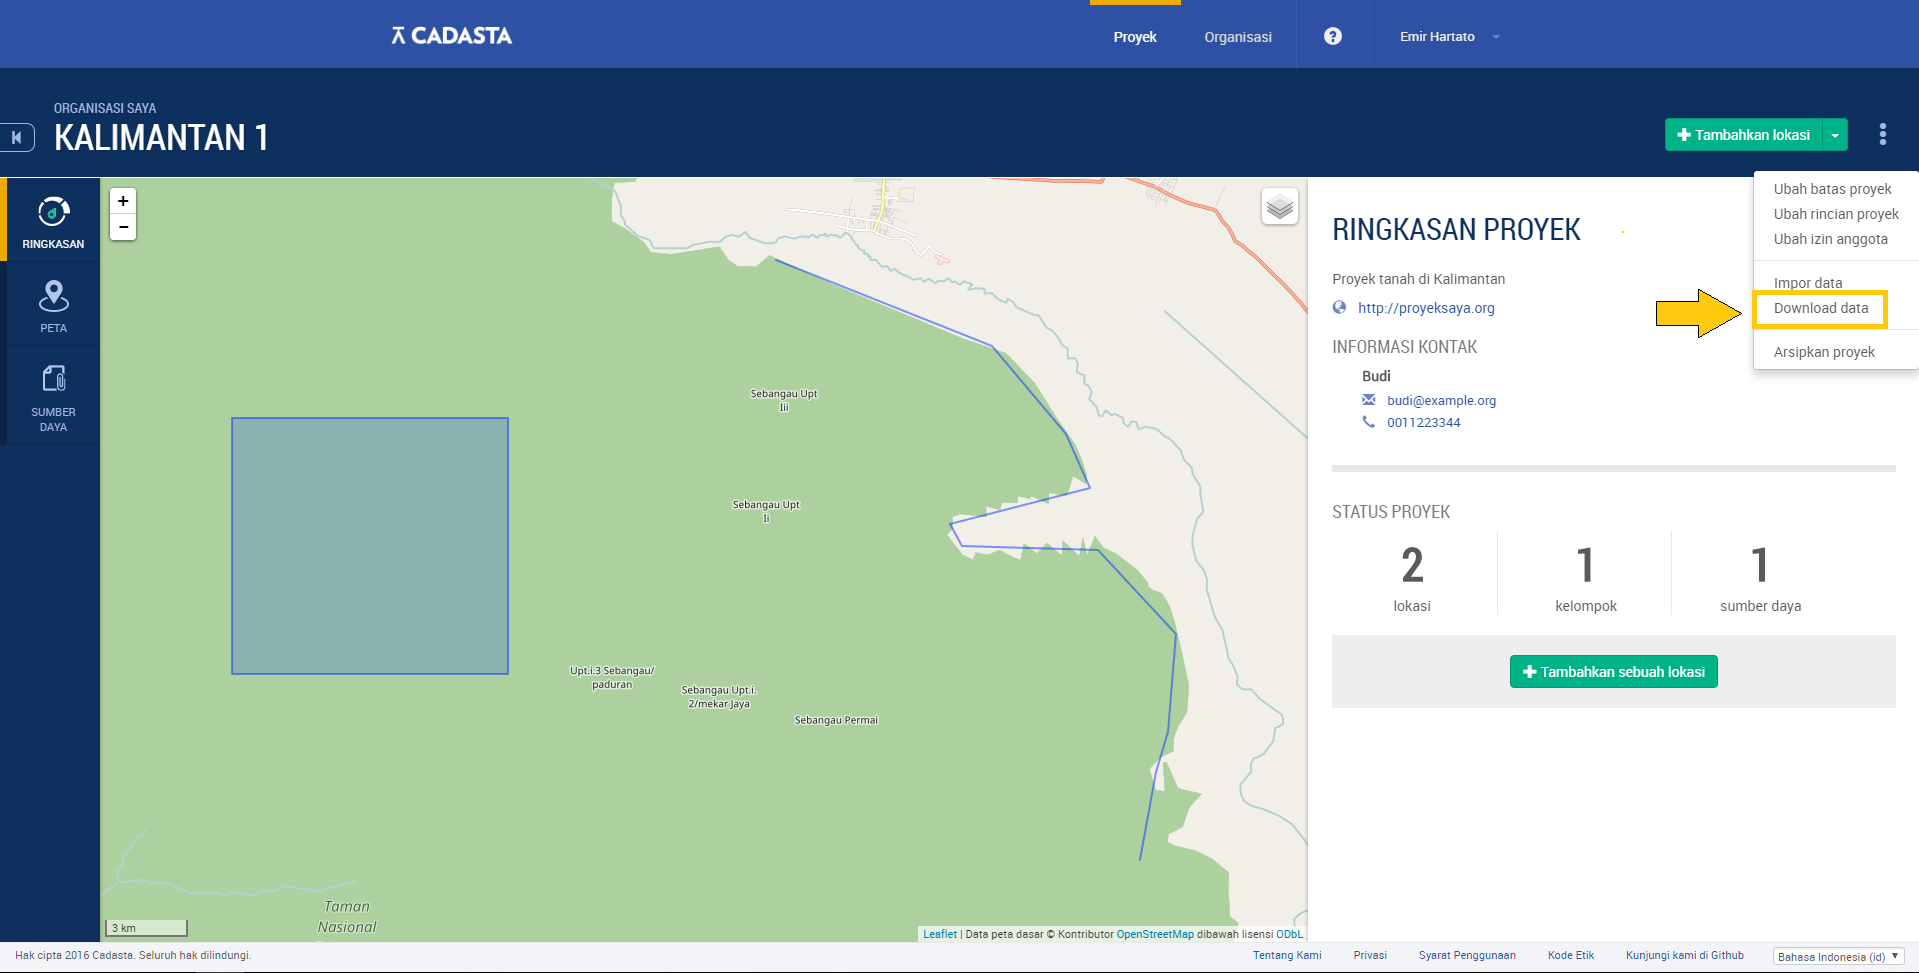 CADASTA
Proyek
Organisasi
?
Emir Hartato
ORGANISASI SAYA
KALIMANTAN 1
Tambahkan lokasi
RINGKASAN
PETA
SUMBER
DAYA
+
-
Sebangau Upt
Iii
Sebangau Upt
Ii
Upt.i.3 Sebangau/
paduran
Sebangau Upt.i.
2/mekar Jaya
Sebangau Permai
Taman
Nasional
3 km
Leaflet | Data peta dasar © Kontributor OpenStreetMap dibawah lisensi ODbL
RINGKASAN PROYEK
Proyek tanah di Kalimantan
http://proyeksaya.org
INFORMASI KONTAK
Budi
budi@example.org
0011223344
STATUS PROYEK
2
lokasi
1
kelompok
1
sumber daya
Tambahkan sebuah lokasi
Ubah batas proyek
Ubah rincian proyek
Ubah izin anggota
Impor data
Download data
Arsipkan proyek
Hak cipta 2016 Cadasta. Seluruh hak dilindungi.
Tentang Kami
Privasi
Syarat Penggunaan
Kode Etik
Kunjungi kami di Github
Bahasa Indonesia (id)